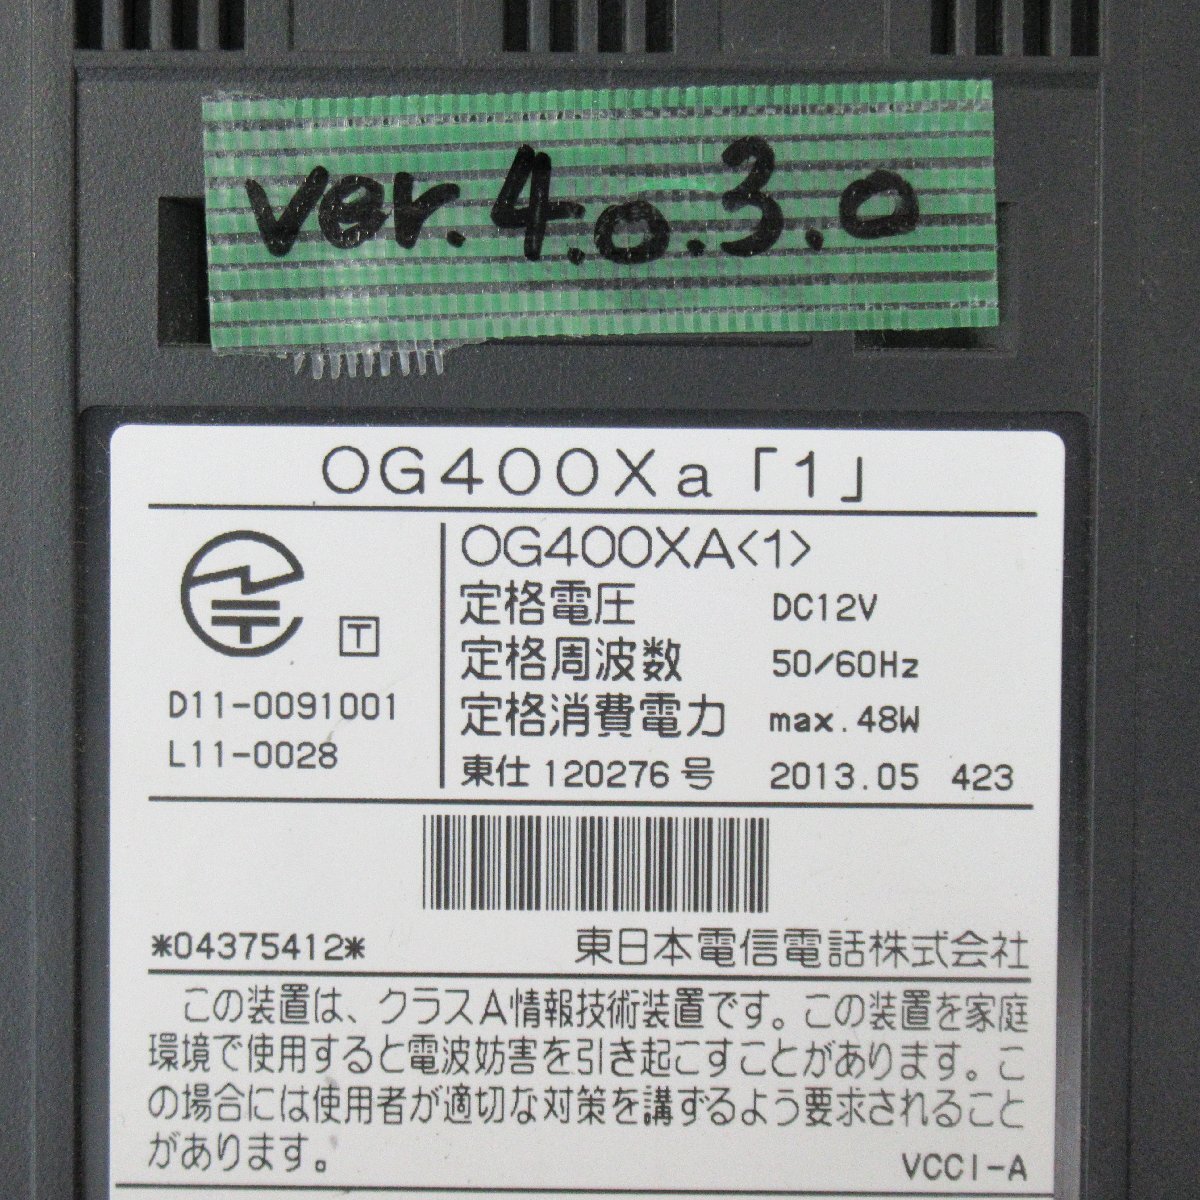 ver.4.0.3.0
OG400Xa「1」
OG400XA<1>
定格電圧 DC12V
定格周波数 50/60Hz
定格消費電力 max.48W
東仕120276号 2013.05 423
T
D11-0091001
L11-0028
*04375412*
東日本電信電話株式会社
この装置は、クラスA情報技術装置です。この装置を家庭
環境で使用すると電波妨害を引き起こすことがあります。こ
の場合には使用者が適切な対策を講ずるよう要求されること
があります。
VCCI-A